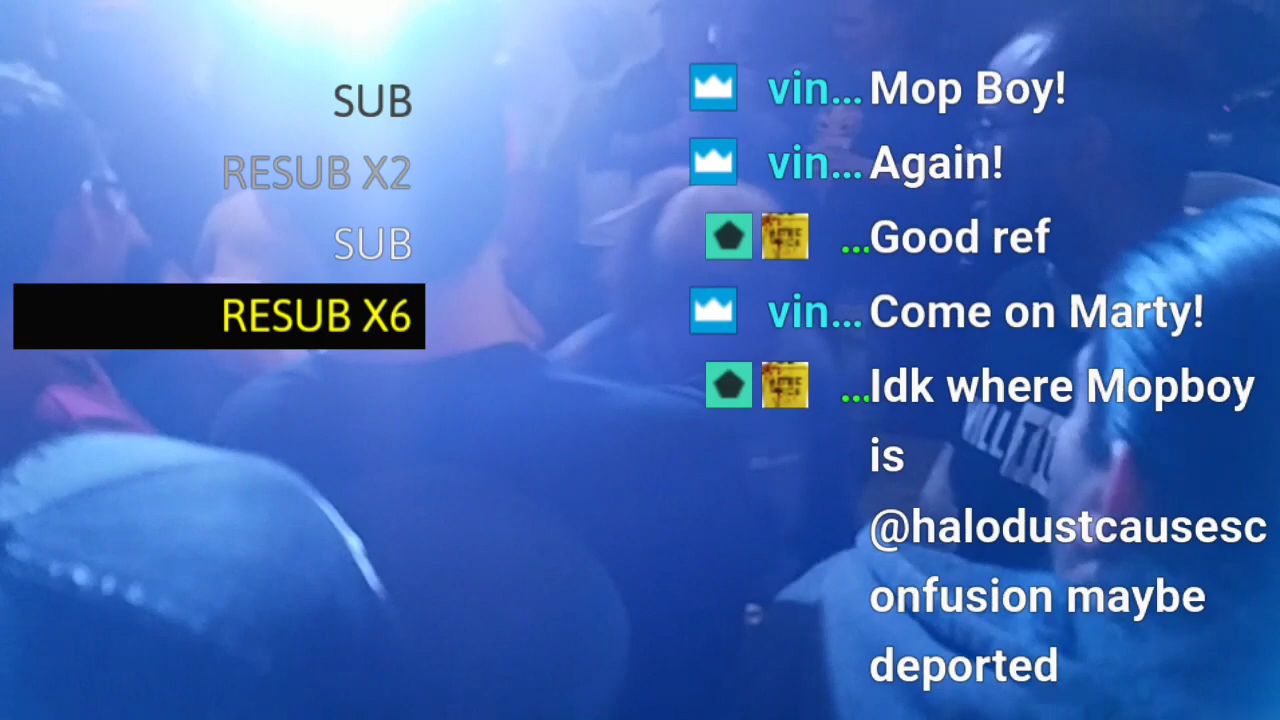 SUB
RESUB X2
SUB
RESUB X6
vin... Mop Boy!
vin... Again!
...Good ref
vin... Come on Marty!
...Idk where Mopboy
is
@halodustcausesc
onfusion maybe
deported